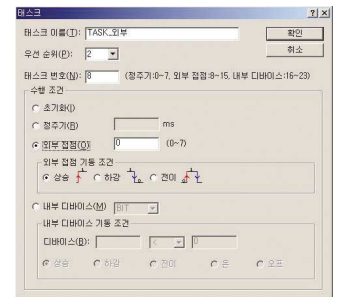 태스크
태스크 이름(T): TASK_외부
확인
우선 순위(P): 2
취소
태스크 번호(N): 8 (정주기:0~7, 외부 접점:8~15, 내부 디바이스:16~23)
수행 조건
초기화(I)
정주기(R) ms
외부 접점(O) 0 (0~7)
외부 접점 기동 조건
상승 하강 전이
내부 디바이스(M) BIT
내부 디바이스 기동 조건
디바이스(B): < 0
상승 하강 전이 온 오프